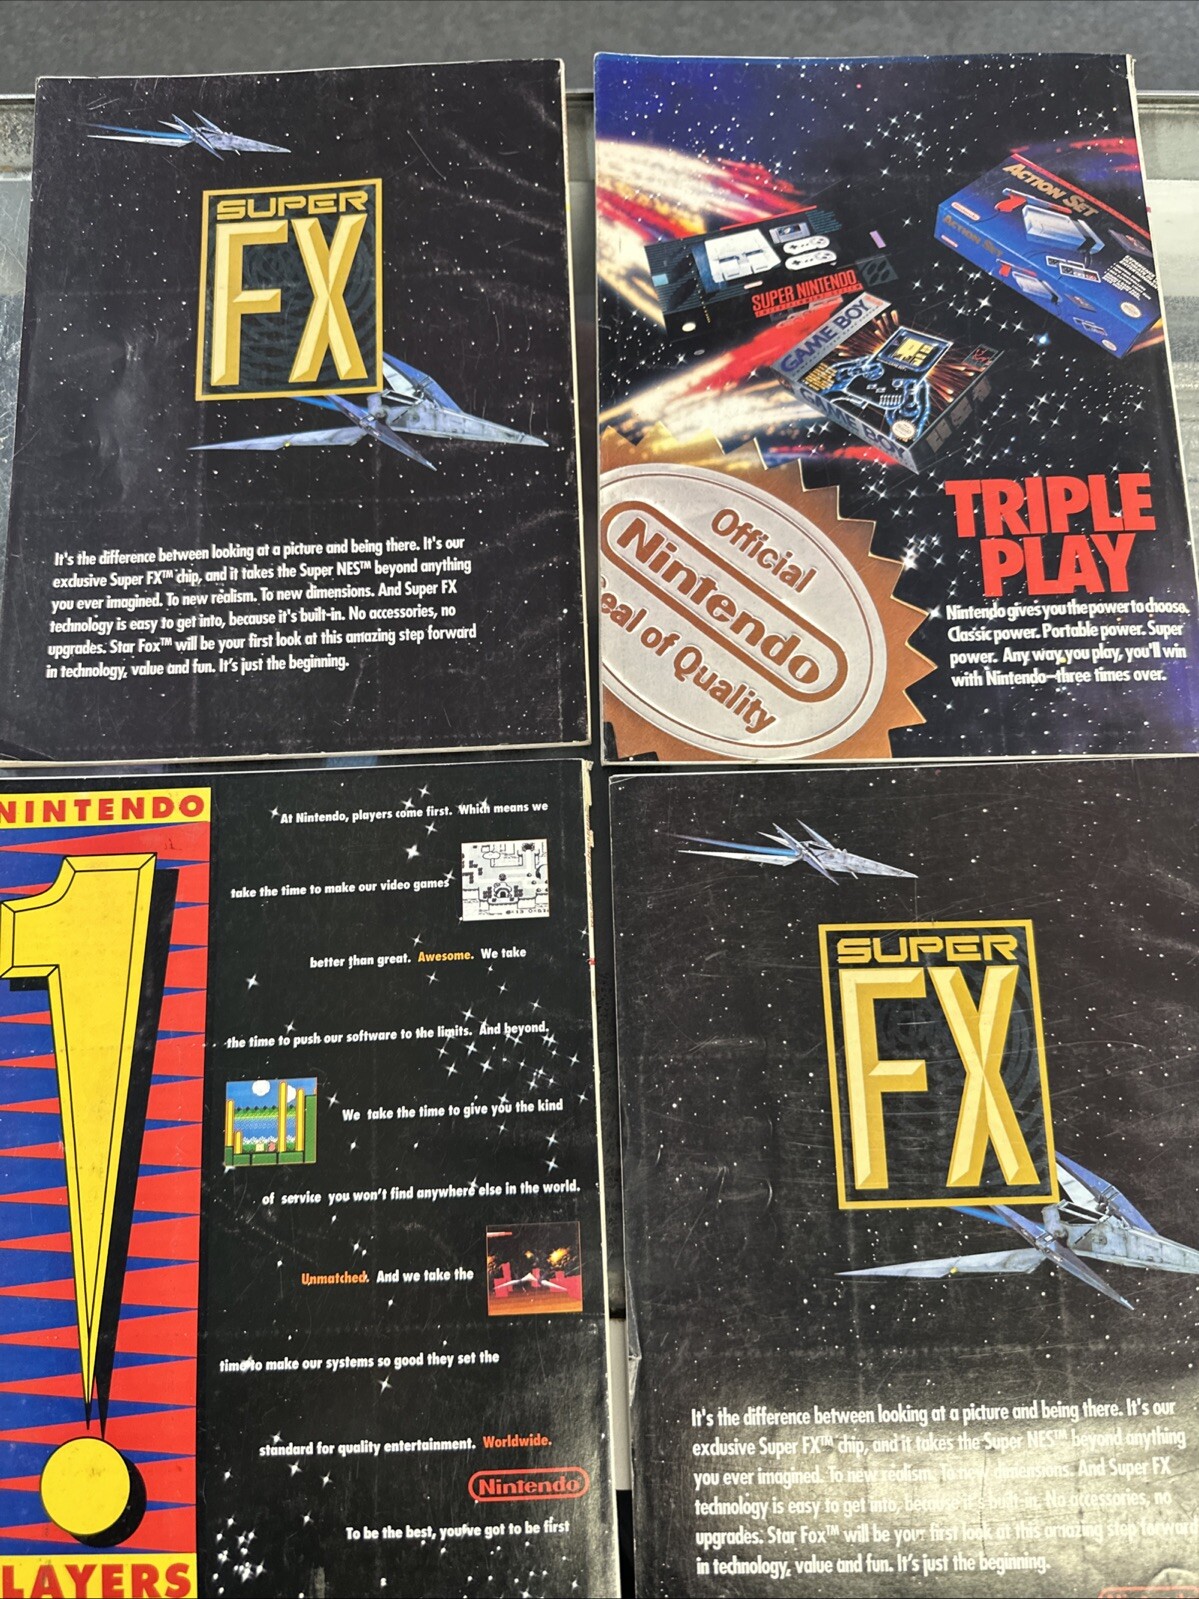 SUPER
FX
It's the difference between looking at a picture and being there. It's our
exclusive Super FX™ chip, and it takes the Super NES™ beyond anything
you ever imagined. To new realism. To new dimensions. And Super FX
technology is easy to get into, because it's built-in. No accessories, no
upgrades. Star Fox™ will be your first look at this amazing step forward
in technology, value and fun. It's just the beginning.
ACTION SET
ACTION SET
SUPER NINTENDO
GAME BOY
GAME BOY
Official
Nintendo
Seal of Quality
TRIPLE
PLAY
Nintendo gives you the power to choose.
Classic power. Portable power. Super
power. Any way you play, you'll win
with Nintendo—three times over.
NINTENDO
PLAYERS
At Nintendo, players come first. Which means we
take the time to make our video games
better than great. Awesome. We take
the time to push our software to the limits. And beyond.
We take the time to give you the kind
of service you won't find anywhere else in the world.
Unmatched. And we take the
time to make our systems so good they set the
standard for quality entertainment. Worldwide.
Nintendo
To be the best, you've got to be first
SUPER
FX
It's the difference between looking at a picture and being there. It's our
exclusive Super FX™ chip, and it takes the Super NES™ beyond anything
you ever imagined. To new realism. To new dimensions. And Super FX
technology is easy to get into, because it's built-in. No accessories, no
upgrades. Star Fox™ will be your first look at this amazing step forward
in technology, value and fun. It's just the beginning.